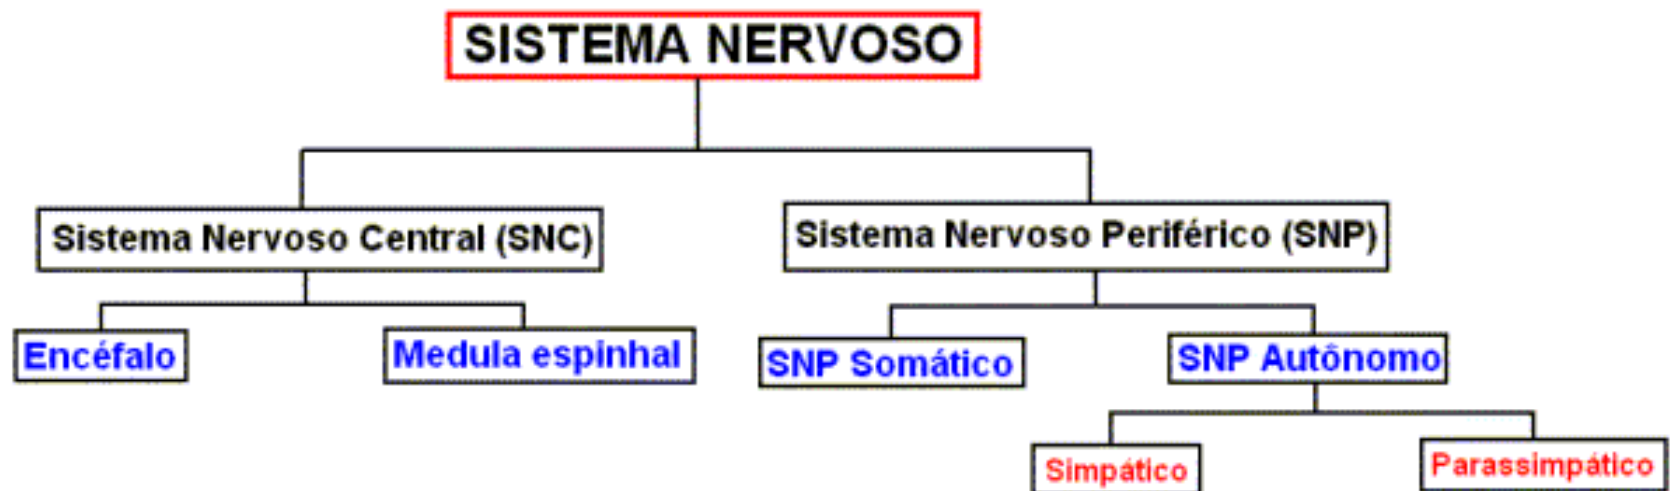 SISTEMA NERVOSO
Sistema Nervoso Central (SNC)
Sistema Nervoso Periférico (SNP)
Encéfalo
Medula espinhal
SNP Somático
SNP Autônomo
Simpático
Parassimpático